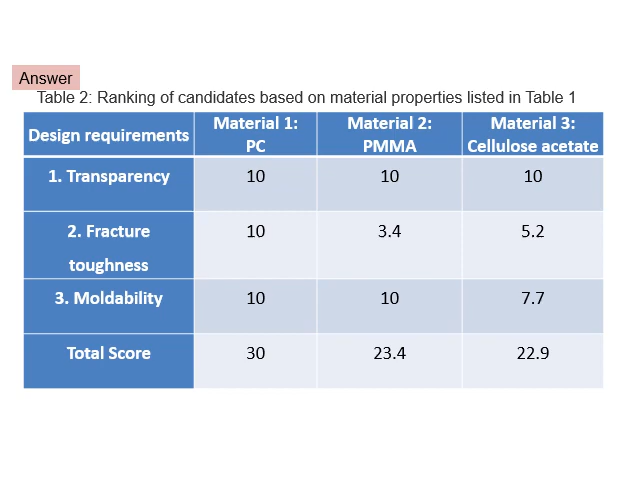 Answer
Table 2: Ranking of candidates based on material properties listed in Table 1
Design requirements Material 1: PC Material 2: PMMA Material 3: Cellulose acetate
1. Transparency 10 10 10
2. Fracture toughness 10 3.4 5.2
3. Moldability 10 10 7.7
Total Score 30 23.4 22.9